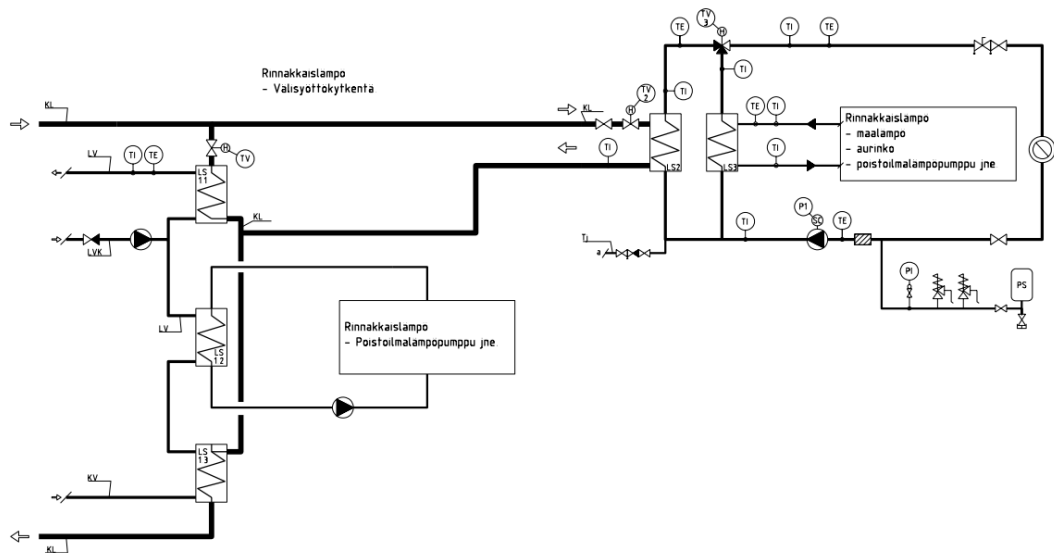 Rinnakkaislampo
- Valisyottokytkenta
KL
KL
TI
TV
2
H
TE
TV
3
H
TI
TI
TE
TI
TE
TI
TI
LS2
LS3
Rinnakkaislampo
- maalampo
- aurinko
- poistoilmalampopumppu jne.
LV
TI
TE
H
TV
LS
11
KL
LVK
LV
LS
12
Rinnakkaislampo
- Poistoilmalampopumppu jne.
TI
P1
SC
TE
Tj
a
PI
PS
LS
13
KV
KL